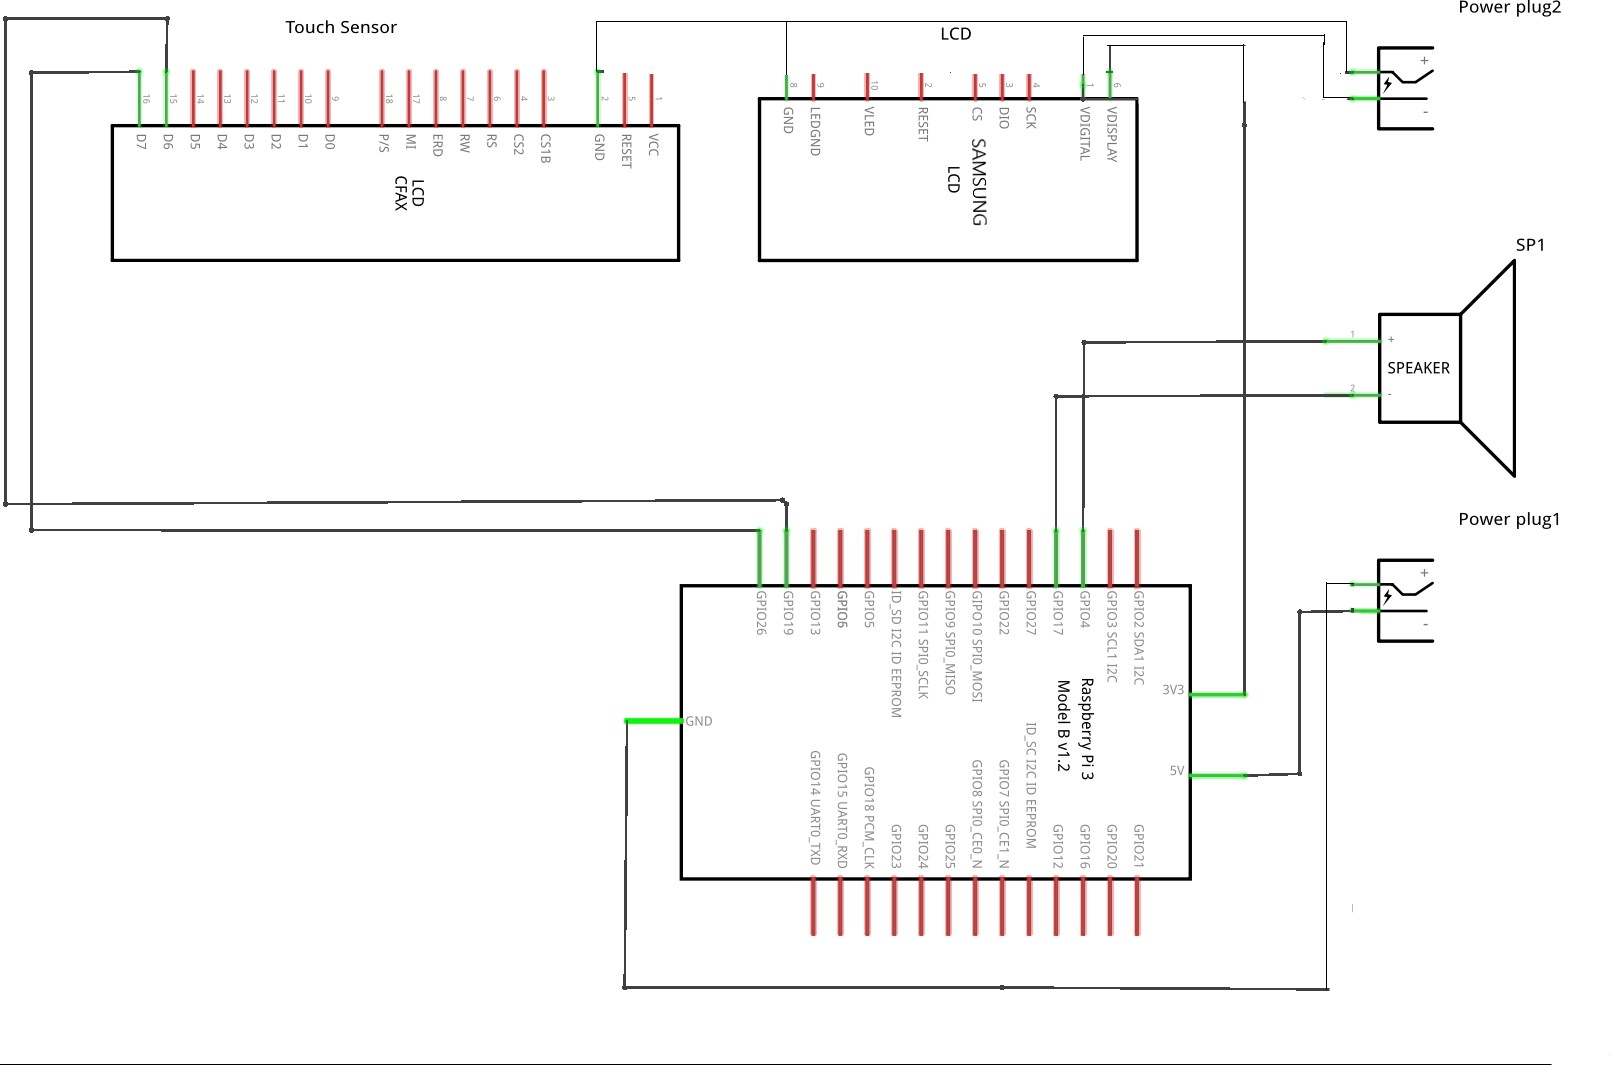 Power plug2
Touch Sensor
LCD
+
-
16
15
14
13
12
11
10
9
18
17
8
7
6
4
3
2
5
1
D7
D6
D5
D4
D3
D2
D1
D0
P/S
MI
ERD
RW
RS
CS2
CS1B
GND
RESET
VCC
LCD
CFAX
8
9
10
2
5
3
4
1
6
GND
LEDGND
VLED
RESET
CS
DIO
SCK
VDIGITAL
VDISPLAY
SAMSUNG
LCD
SP1
1
+
SPEAKER
2
-
Power plug1
+
-
GPIO26
GPIO19
GPIO13
GPIO6
GPIO5
ID_SD I2C ID EEPROM
GPIO11 SPI0_SCLK
GPIO9 SPI0_MISO
GIPO10 SPI0_MOSI
GPIO22
GPIO27
GPIO17
GPIO4
GPIO3 SCL1 I2C
GPIO2 SDA1 I2C
Raspberry Pi 3
Model B v1.2
3V3
GND
5V
GPIO14 UART0_TXD
GPIO15 UART0_RXD
GPIO18 PCM_CLK
GPIO23
GPIO24
GPIO25
GPIO8 SPI0_CE0_N
GPIO7 SPI0_CE1_N
ID_SC I2C ID EEPROM
GPIO12
GPIO16
GPIO20
GPIO21